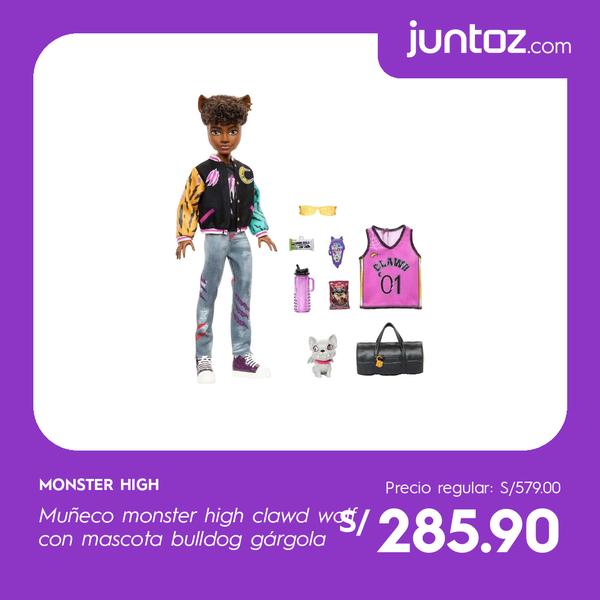 juntoz.com
CLAWD
01
MONSTER HIGH
Muñeco monster high clawd wolf
con mascota bulldog gárgola
Precio regular: S/579.00
S/ 285.90